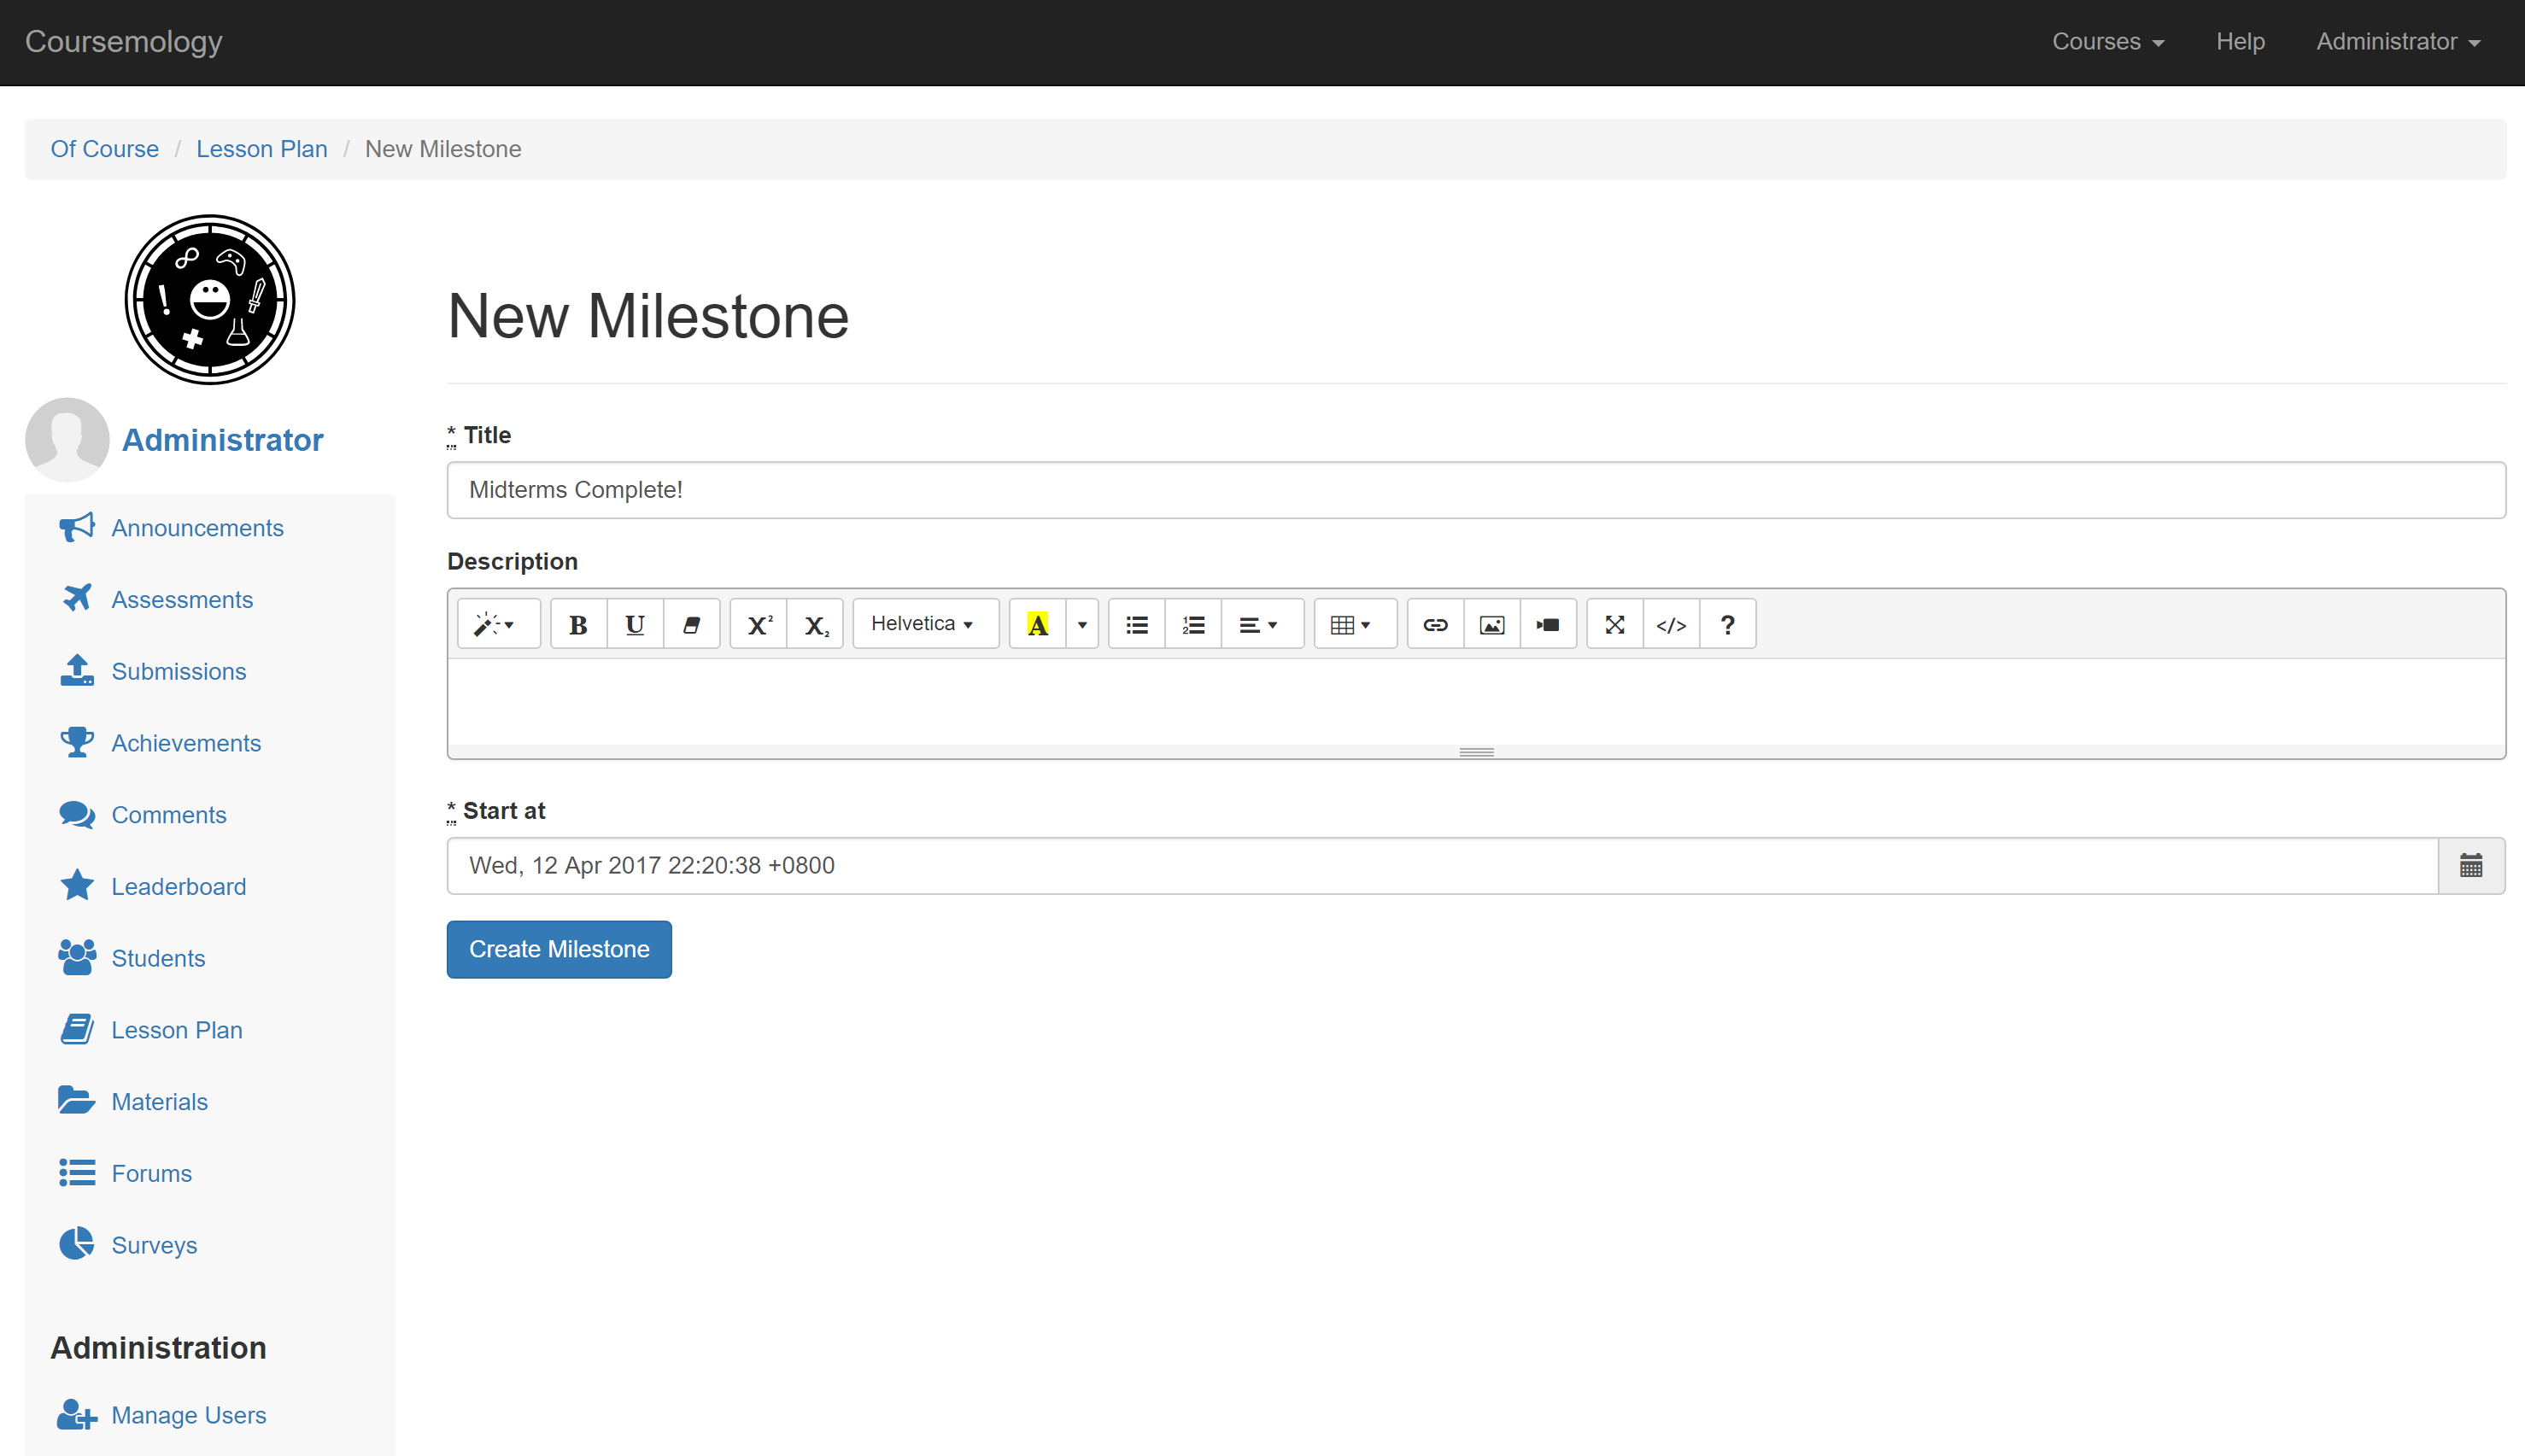 Coursemology
Courses
Help
Administrator
Of Course / Lesson Plan / New Milestone
Administrator
Announcements
Assessments
Submissions
Achievements
Comments
Leaderboard
Students
Lesson Plan
Materials
Forums
Surveys
Administration
Manage Users
New Milestone
* Title
Midterms Complete!
Description
B U X² X₂ Helvetica A </> ?
* Start at
Wed, 12 Apr 2017 22:20:38 +0800
Create Milestone